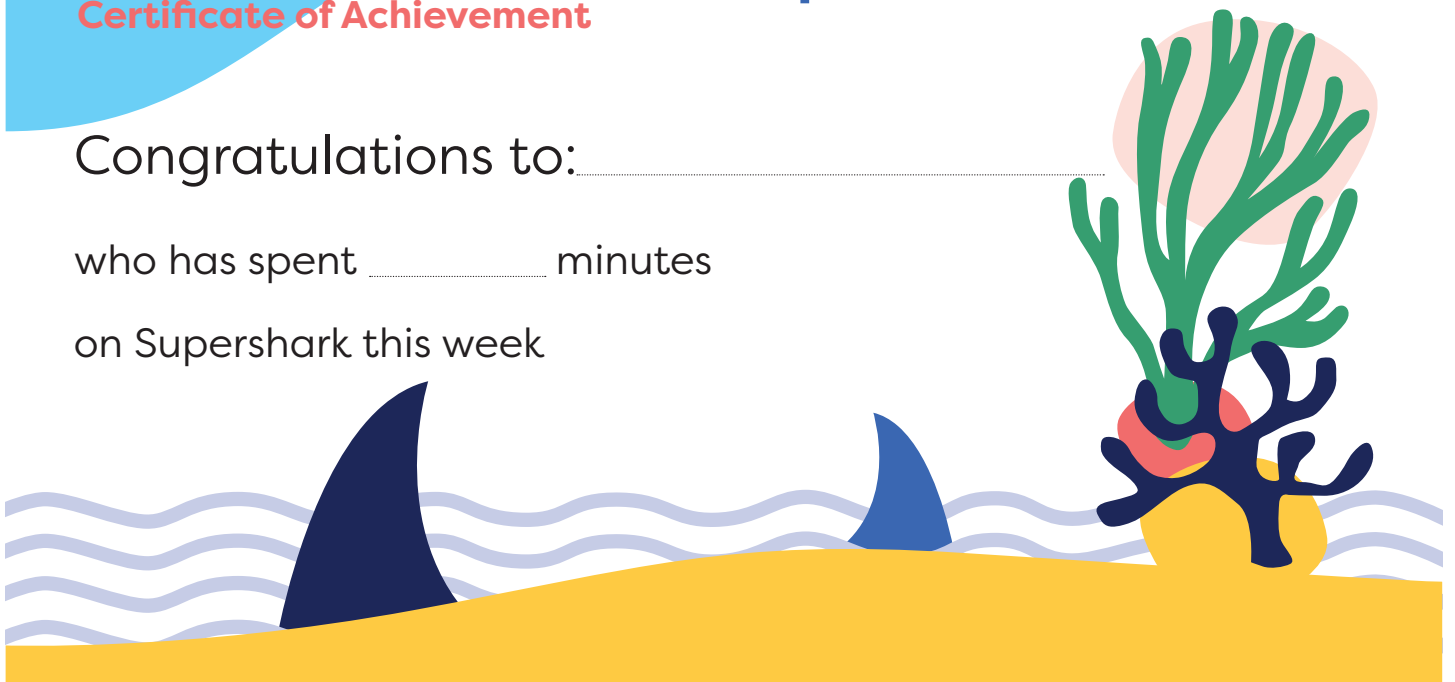 Certificate of Achievement
Congratulations to:
who has spent minutes
on Supershark this week